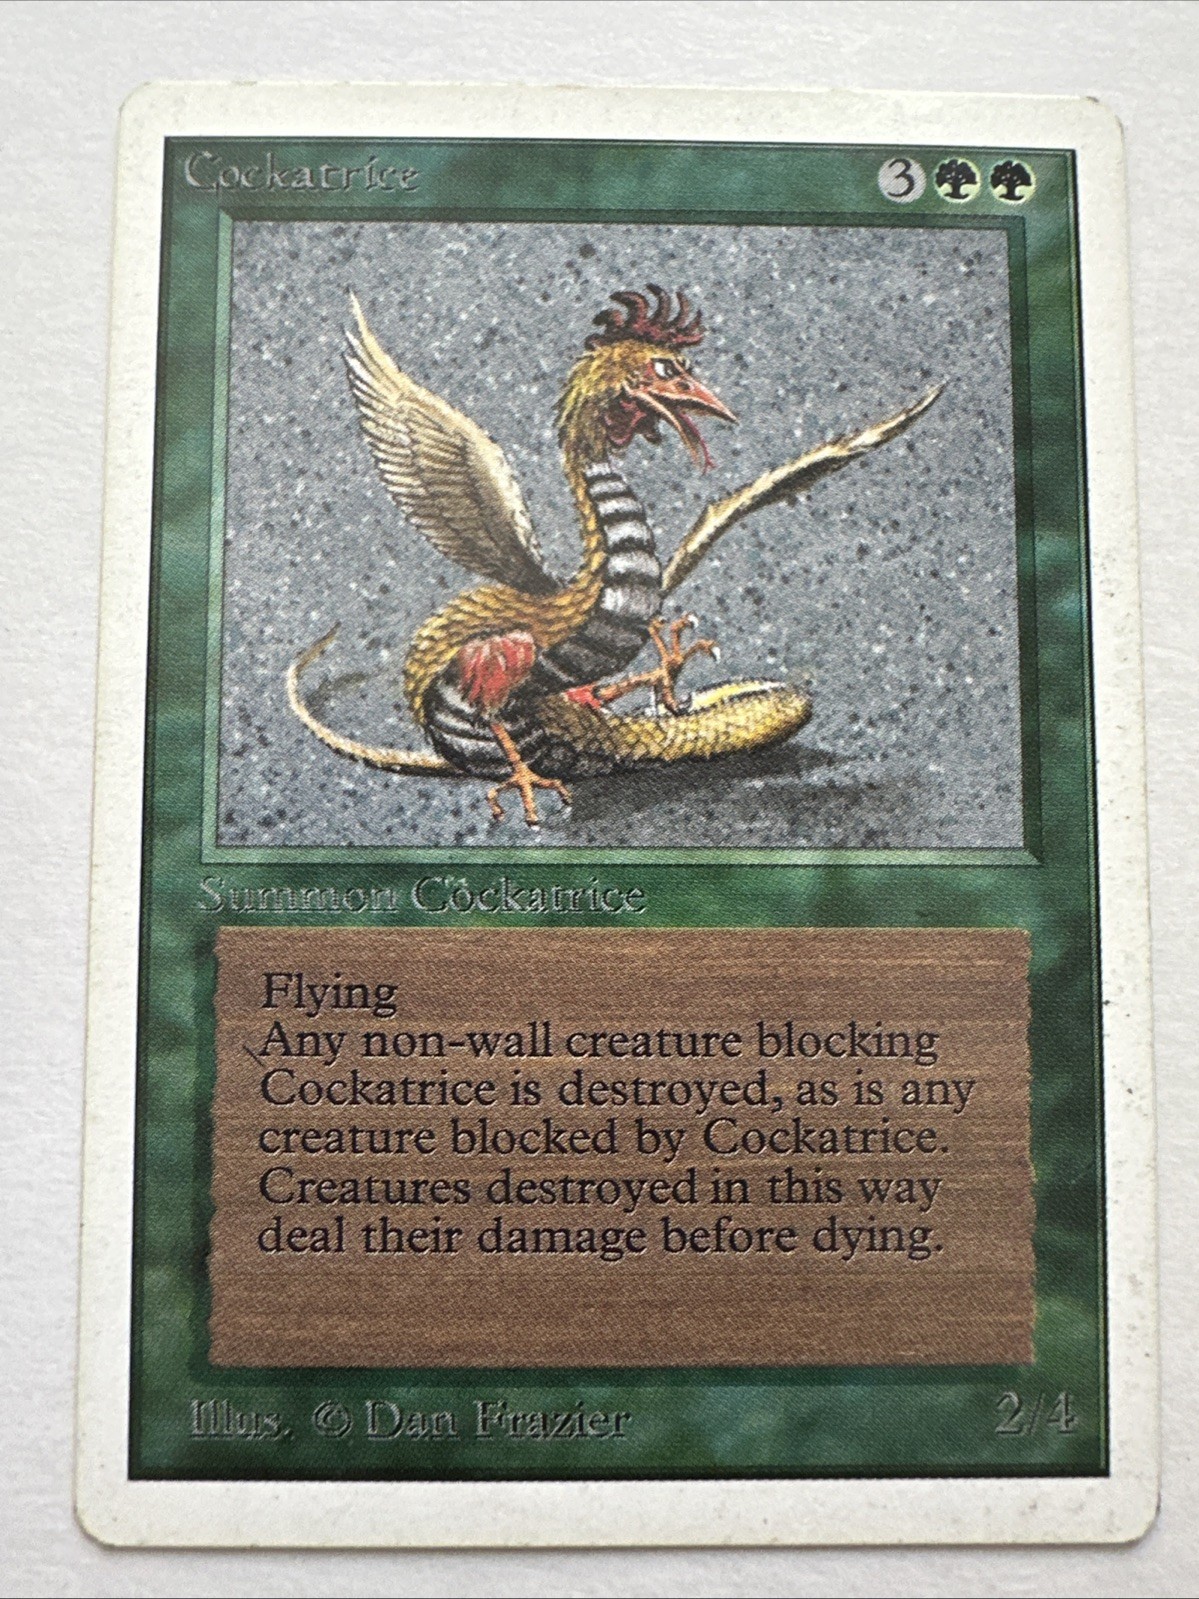 Cockatrice 3
Summon Cockatrice
Flying
Any non-wall creature blocking
Cockatrice is destroyed, as is any
creature blocked by Cockatrice.
Creatures destroyed in this way
deal their damage before dying.
Illus. © Dan Frazier 2/4